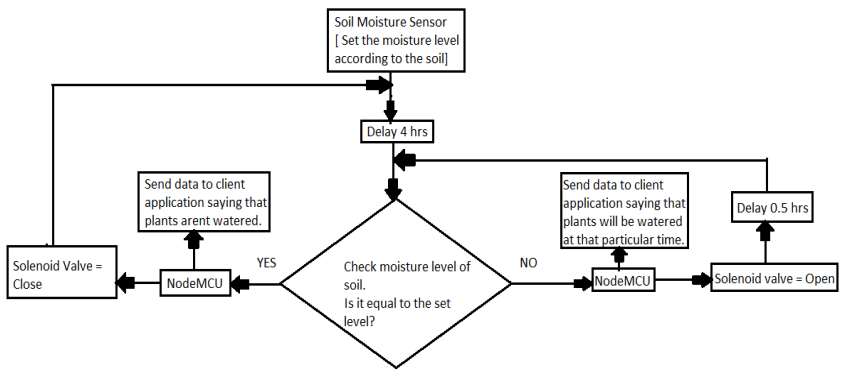 Soil Moisture Sensor
[ Set the moisture level
according to the soil]
Delay 4 hrs
Send data to client
application saying that
plants arent watered.
Send data to client
application saying that
plants will be watered
at that particular time.
Delay 0.5 hrs
Solenoid Valve =
Close
NodeMCU
YES
Check moisture level of
soil.
Is it equal to the set
level?
NO
NodeMCU
Solenoid valve = Open